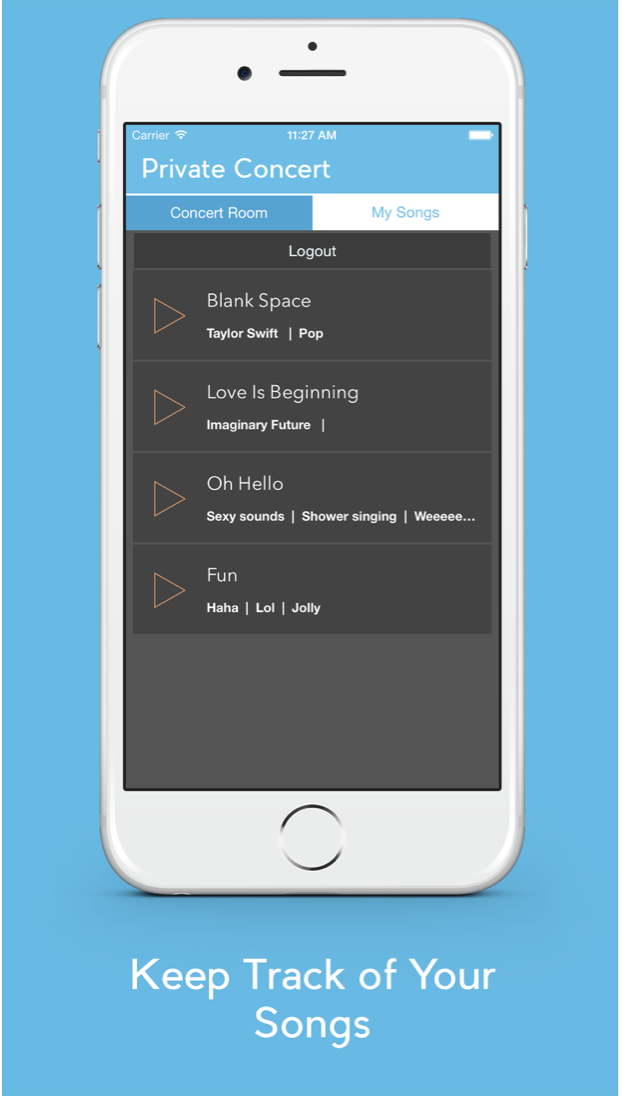 Carrier 11:27 AM
Private Concert
Concert Room My Songs
Logout
Blank Space
Taylor Swift | Pop
Love Is Beginning
Imaginary Future |
Oh Hello
Sexy sounds | Shower singing | Weeeee...
Fun
Haha | Lol | Jolly
Keep Track of Your
Songs